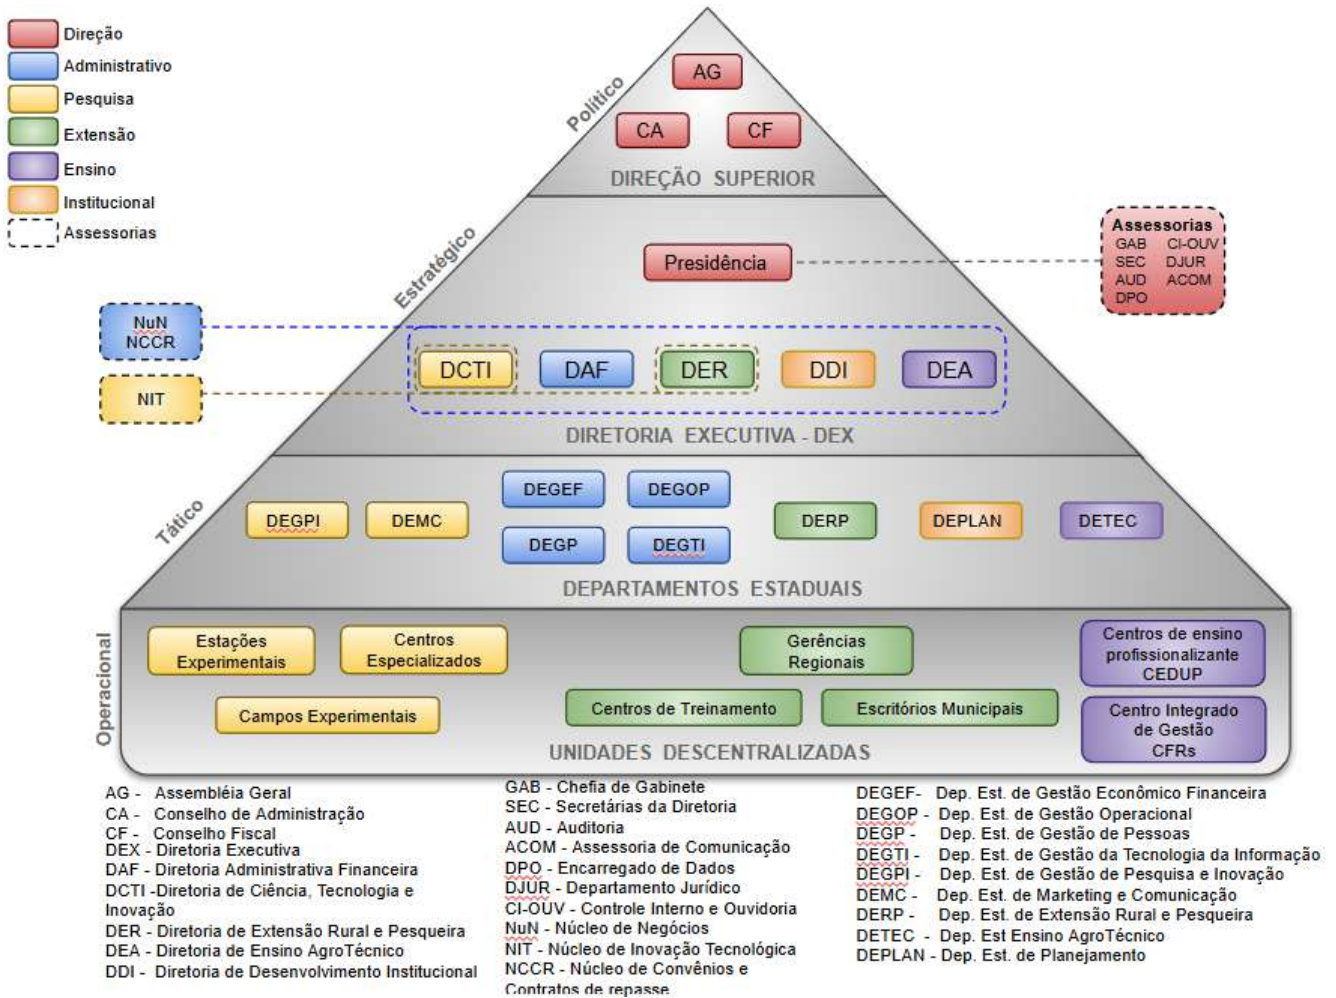 Direção
Administrativo
Pesquisa
Extensão
Ensino
Institucional
Assessorias
Político
AG
CA
CF
DIREÇÃO SUPERIOR
Estratégico
Presidência
Assessorias
GAB CI-OUV
SEC DJUR
AUD ACOM
DPO
NuN
NCCR
NIT
DCTI
DAF
DER
DDI
DEA
DIRETORIA EXECUTIVA - DEX
Tático
DEGPI
DEMC
DEGEF
DEGOP
DEGP
DEGTI
DERP
DEPLAN
DETEC
DEPARTAMENTOS ESTADUAIS
Operacional
Estações
Experimentais
Centros
Especializados
Campos Experimentais
Gerências
Regionais
Centros de Treinamento
Escritórios Municipais
Centros de ensino
profissionalizante
CEDUP
Centro Integrado
de Gestão
CFRs
UNIDADES DESCENTRALIZADAS
AG - Assembléia Geral
CA - Conselho de Administração
CF - Conselho Fiscal
DEX - Diretoria Executiva
DAF - Diretoria Administrativa Financeira
DCTI -Diretoria de Ciência, Tecnologia e
Inovação
DER - Diretoria de Extensão Rural e Pesqueira
DEA - Diretoria de Ensino AgroTécnico
DDI - Diretoria de Desenvolvimento Institucional
GAB - Chefia de Gabinete
SEC - Secretárias da Diretoria
AUD - Auditoria
ACOM - Assessoria de Comunicação
DPO - Encarregado de Dados
DJUR - Departamento Jurídico
CI-OUV - Controle Interno e Ouvidoria
NuN - Núcleo de Negócios
NIT - Núcleo de Inovação Tecnológica
NCCR - Núcleo de Convênios e
Contratos de repasse
DEGEF- Dep. Est. de Gestão Econômico Financeira
DEGOP - Dep. Est. de Gestão Operacional
DEGP - Dep. Est. de Gestão de Pessoas
DEGTI - Dep. Est. de Gestão da Tecnologia da Informação
DEGPI - Dep. Est. de Gestão de Pesquisa e Inovação
DEMC - Dep. Est. de Marketing e Comunicação
DERP - Dep. Est. de Extensão Rural e Pesqueira
DETEC - Dep. Est Ensino AgroTécnico
DEPLAN - Dep. Est. de Planejamento